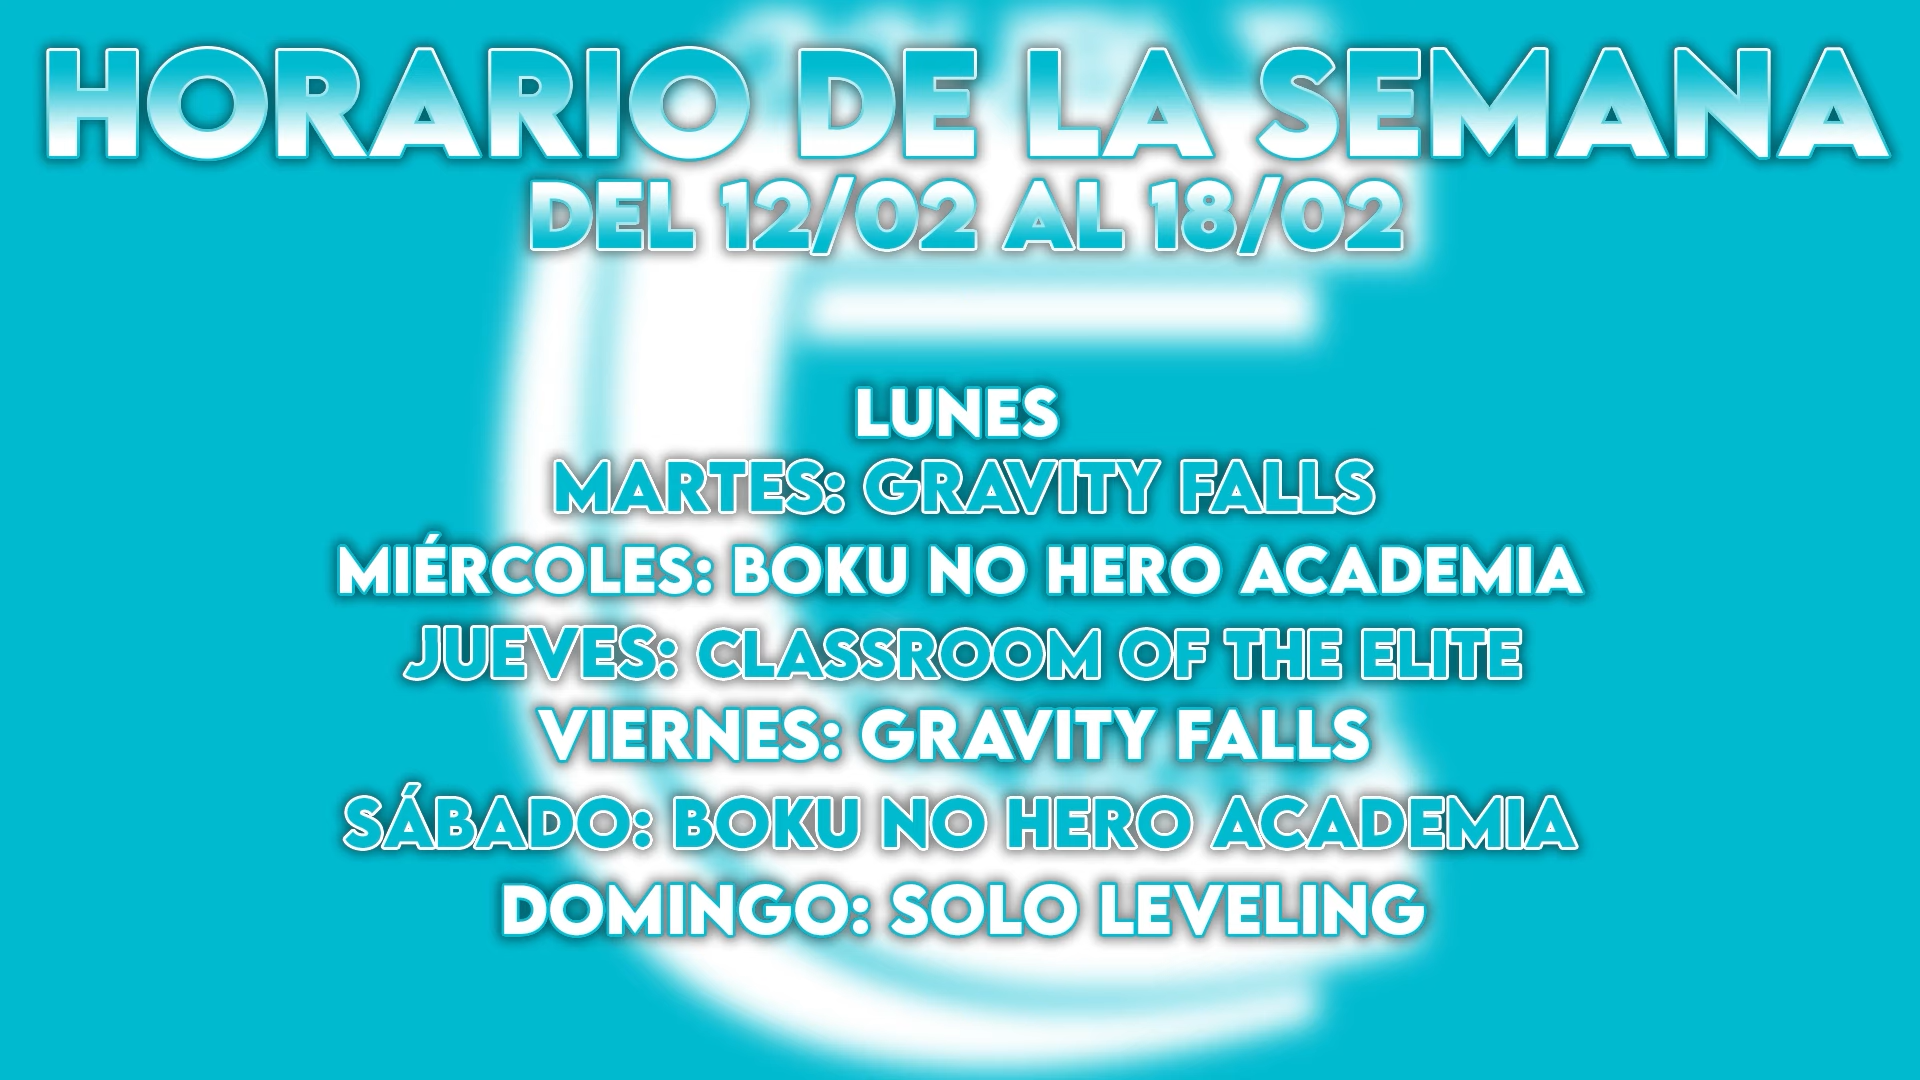 HORARIO DE LA SEMANA
DEL 12/02 AL 18/02
LUNES
MARTES: GRAVITY FALLS
MIÉRCOLES: BOKU NO HERO ACADEMIA
JUEVES: CLASSROOM OF THE ELITE
VIERNES: GRAVITY FALLS
SÁBADO: BOKU NO HERO ACADEMIA
DOMINGO: SOLO LEVELING